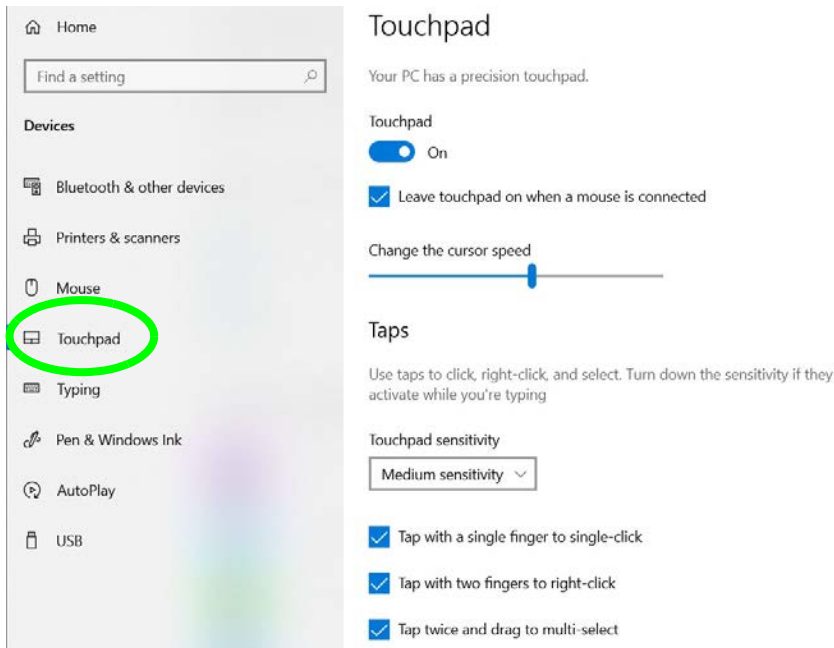 Home
Find a setting
Devices
Bluetooth & other devices
Printers & scanners
Mouse
Touchpad
Typing
Pen & Windows Ink
AutoPlay
USB
Touchpad
Your PC has a precision touchpad.
Touchpad
On
Leave touchpad on when a mouse is connected
Change the cursor speed
Taps
Use taps to click, right-click, and select. Turn down the sensitivity if they
activate while you're typing
Touchpad sensitivity
Medium sensitivity
Tap with a single finger to single-click
Tap with two fingers to right-click
Tap twice and drag to multi-select